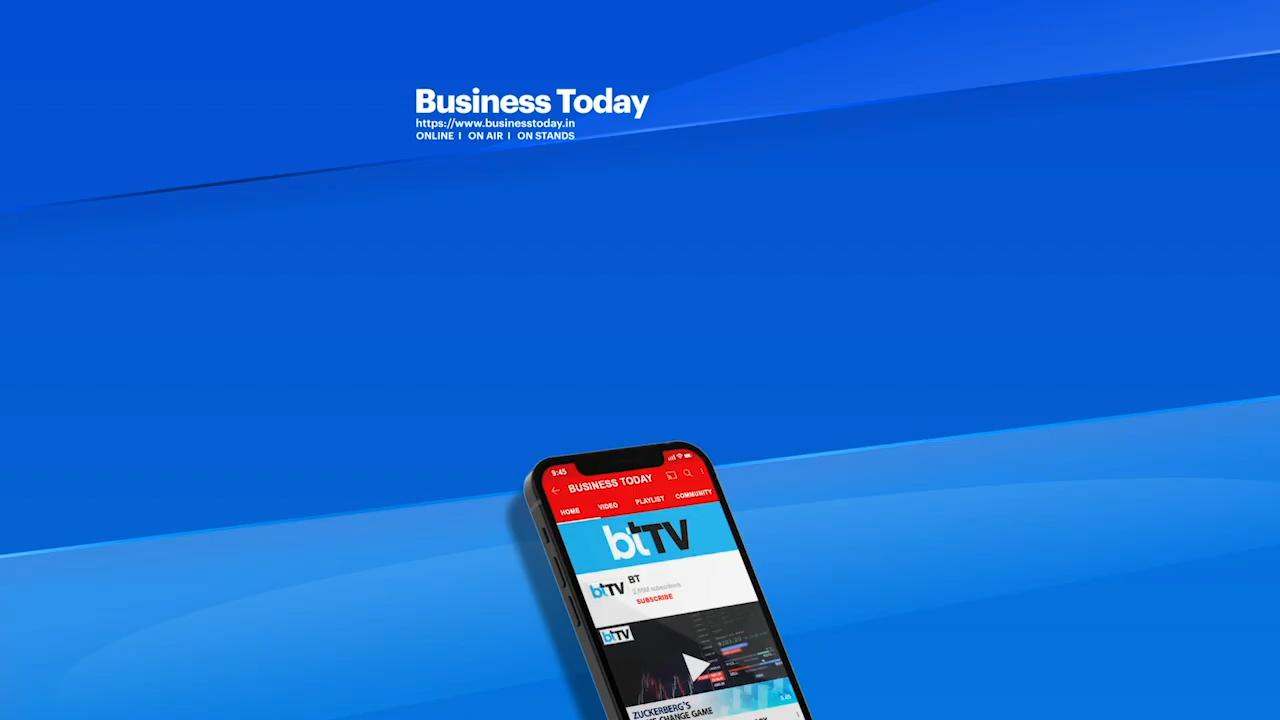 Business Today
https://www.businesstoday.in
ONLINE I ON AIR I ON STANDS
9:45
BUSINESS TODAY
HOME VIDEO PLAYLIST COMMUNITY
btTV
btTV BT
subscribers
SUBSCRIBE
btTV
ZUCKERBERG'S
CHANGE GAME